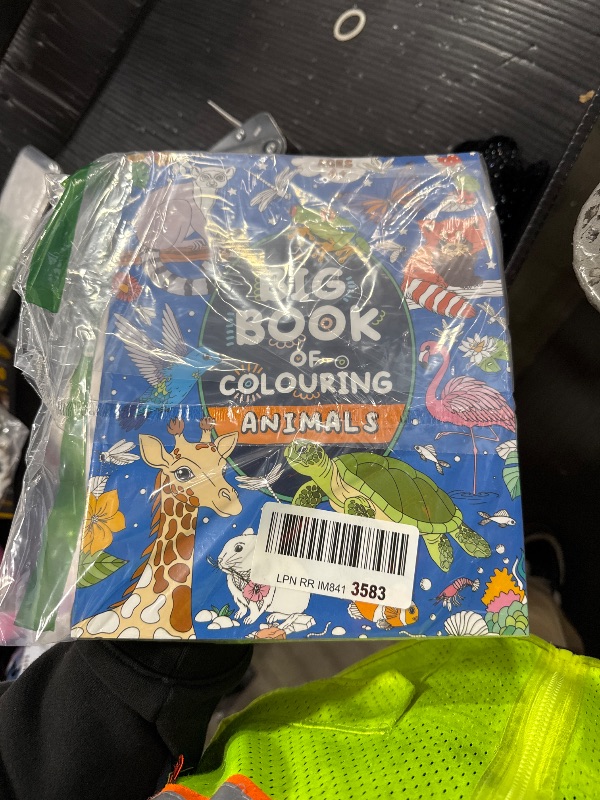 BIG
BOOK
OF
COLOURING
ANIMALS
LPN RR IM841 3583